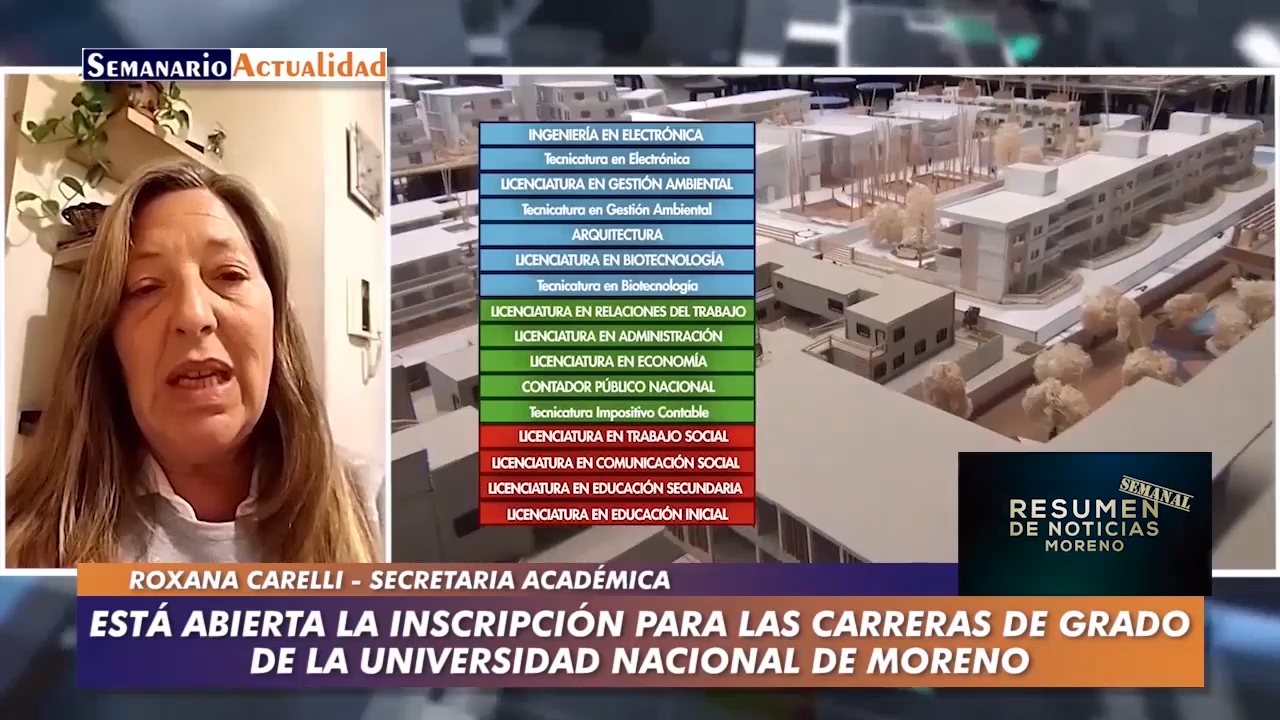 SEMANARIO ACTUALIDAD
INGENIERÍA EN ELECTRÓNICA
Tecnicatura en Electrónica
LICENCIATURA EN GESTIÓN AMBIENTAL
Tecnicatura en Gestión Ambiental
ARQUITECTURA
LICENCIATURA EN BIOTECNOLOGÍA
Tecnicatura en Biotecnología
LICENCIATURA EN RELACIONES DEL TRABAJO
LICENCIATURA EN ADMINISTRACIÓN
LICENCIATURA EN ECONOMÍA
CONTADOR PÚBLICO NACIONAL
Tecnicatura Impositivo Contable
LICENCIATURA EN TRABAJO SOCIAL
LICENCIATURA EN COMUNICACIÓN SOCIAL
LICENCIATURA EN EDUCACIÓN SECUNDARIA
LICENCIATURA EN EDUCACIÓN INICIAL
SEMANAL
RESUMEN
DE NOTICIAS
MORENO
ROXANA CARELLI - SECRETARIA ACADÉMICA
ESTÁ ABIERTA LA INSCRIPCIÓN PARA LAS CARRERAS DE GRADO
DE LA UNIVERSIDAD NACIONAL DE MORENO